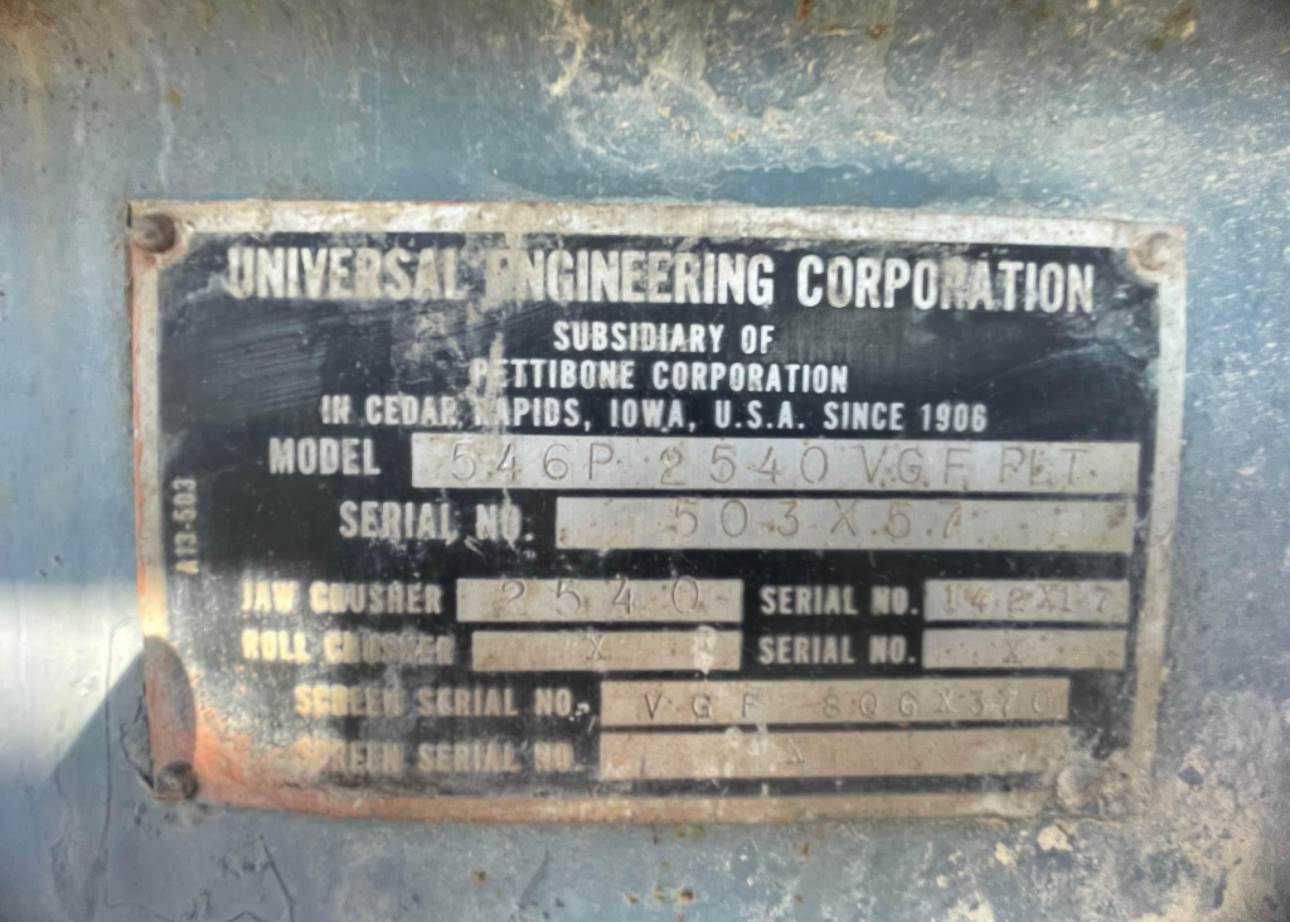 UNIVERSAL ENGINEERING CORPORATION
SUBSIDIARY OF
PETTIBONE CORPORATION
IN CEDAR RAPIDS, IOWA, U.S.A. SINCE 1906
MODEL 546P 2540 VGF PLT
SERIAL NO. 503X57
A13-503
JAW CRUSHER 2540 SERIAL NO. 142X17
ROLL CRUSHER X SERIAL NO. X
SCREEN SERIAL NO. VGF 806X370
SCREEN SERIAL NO. X